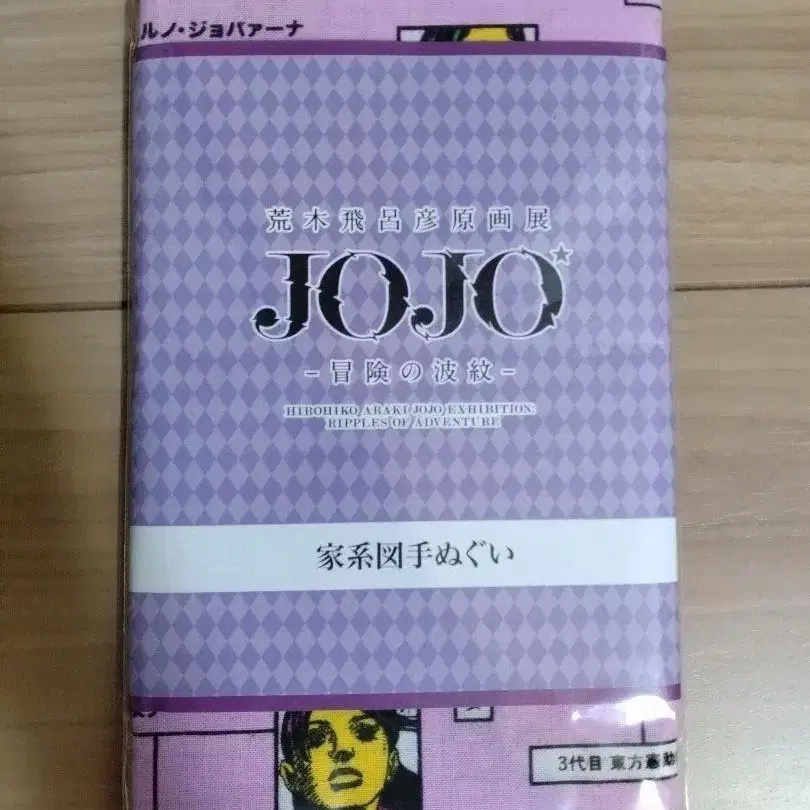 ルノ・ジョバァーナ
荒木飛呂彦原画展
JOJO
-冒険の波紋-
HIROHIKO ARAKI JOJO EXHIBITION:
RIPPLES OF ADVENTURE
家系図手ぬぐい
3代目 東方憲助